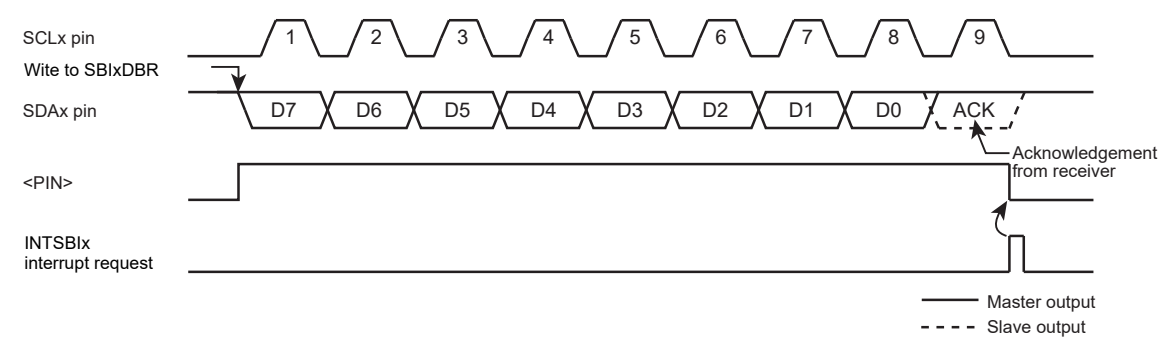 SCLx pin 1 2 3 4 5 6 7 8 9
Wite to SBIxDBR
SDAx pin D7 D6 D5 D4 D3 D2 D1 D0 ACK
Acknowledgement
from receiver
<PIN>
INTSBIx
interrupt request
Master output
Slave output